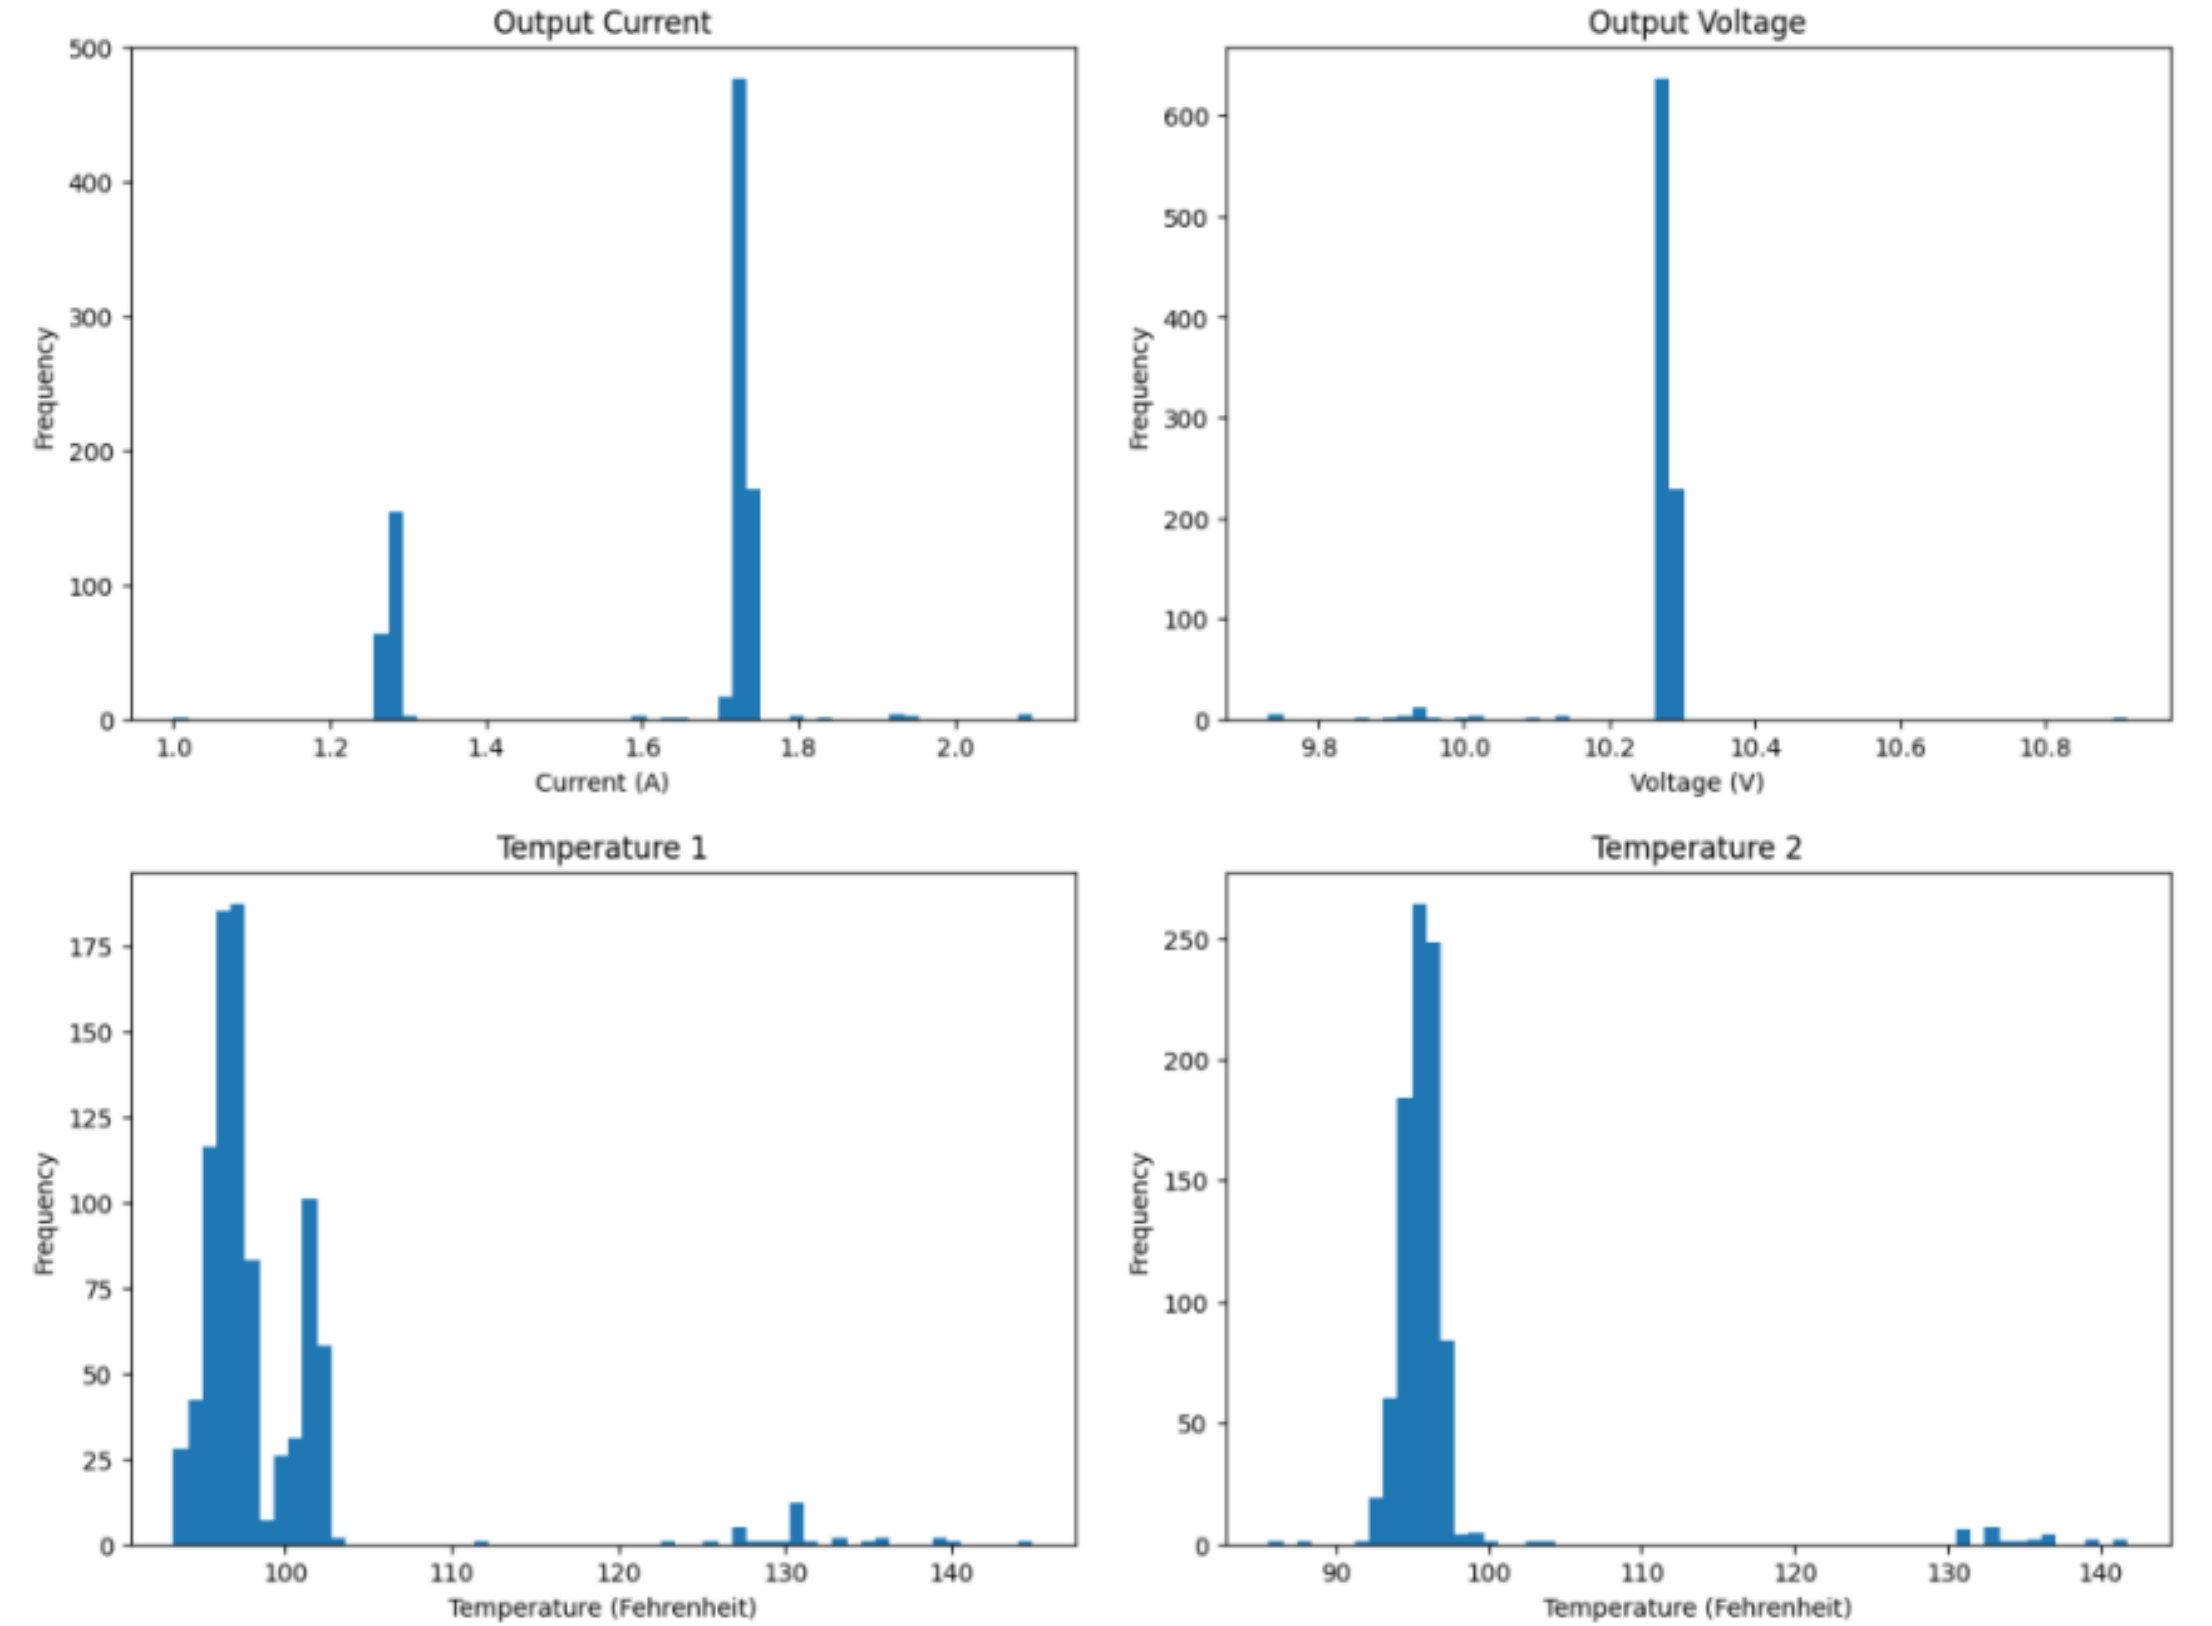 Output Current
500
400
300
200
100
0
Frequency
1.0 1.2 1.4 1.6 1.8 2.0
Current (A)
Output Voltage
600
500
400
300
200
100
0
Frequency
9.8 10.0 10.2 10.4 10.6 10.8
Voltage (V)
Temperature 1
175
150
125
100
75
50
25
0
Frequency
100 110 120 130 140
Temperature (Fehrenheit)
Temperature 2
250
200
150
100
50
0
Frequency
90 100 110 120 130 140
Temperature (Fehrenheit)